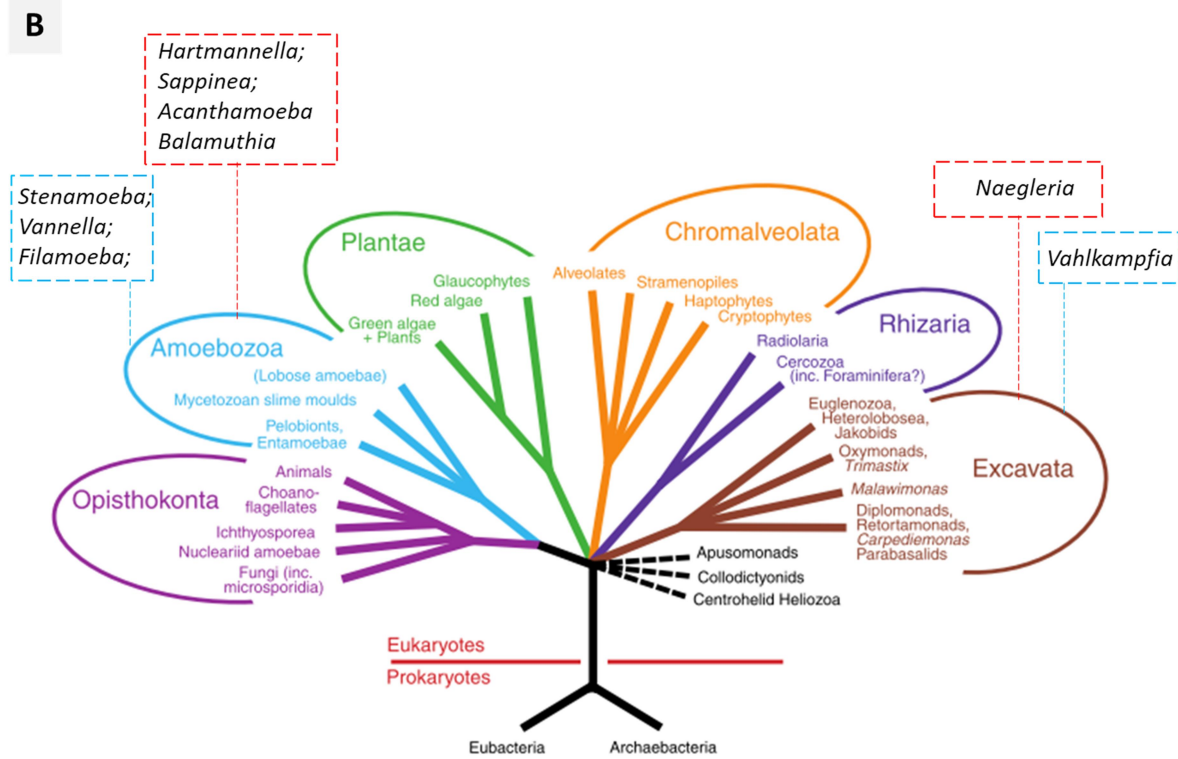 B
Hartmannella;
Sappinea;
Acanthamoeba
Balamuthia
Stenamoeba;
Vannella;
Filamoeba;
Naegleria
Vahlkampfia
Plantae
Glaucophytes
Red algae
Green algae
+ Plants
Chromalveolata
Alveolates
Stramenopiles
Haptophytes
Cryptophytes
Rhizaria
Radiolaria
Cercozoa
(inc. Foraminifera?)
Amoebozoa
(Lobose amoebae)
Mycetozoan slime moulds
Pelobionts,
Entamoebae
Excavata
Euglenozoa,
Heterolobosea,
Jakobids
Oxymonads,
Trimastix
Malawimonas
Diplomonads,
Retortamonads,
Carpediemonas
Parabasalids
Opisthokonta
Animals
Choano-
flagellates
Ichthyosporea
Nucleariid amoebae
Fungi (inc.
microsporidia)
Apusomonads
Collodictyonids
Centrohelid Heliozoa
Eukaryotes
Prokaryotes
Eubacteria
Archaebacteria